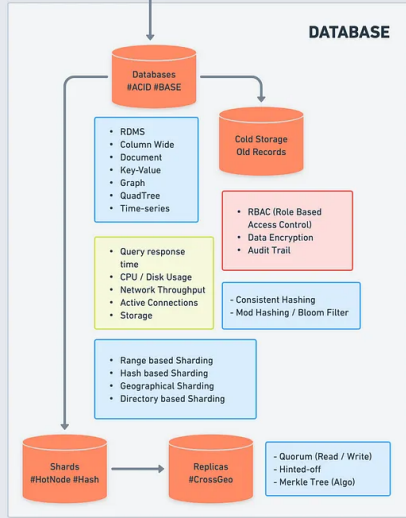 DATABASE
Databases
#ACID #BASE
Cold Storage
Old Records
• RDMS
• Column Wide
• Document
• Key-Value
• Graph
• QuadTree
• Time-series
• RBAC (Role Based
Access Control)
• Data Encryption
• Audit Trail
• Query response
time
• CPU / Disk Usage
• Network Throughput
• Active Connections
• Storage
- Consistent Hashing
- Mod Hashing / Bloom Filter
• Range based Sharding
• Hash based Sharding
• Geographical Sharding
• Directory based Sharding
Shards
#HotNode #Hash
Replicas
#CrossGeo
- Quorum (Read / Write)
- Hinted-off
- Merkle Tree (Algo)